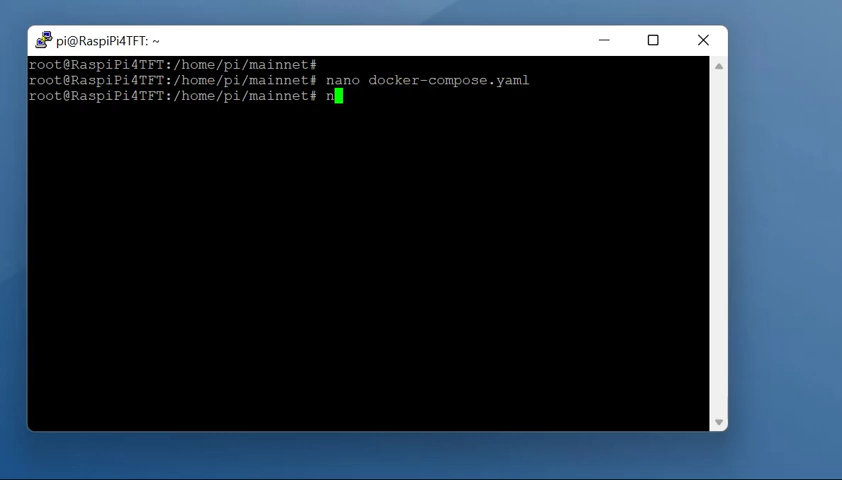 pi@RaspiPi4TFT: ~
root@RaspiPi4TFT:/home/pi/mainnet#
root@RaspiPi4TFT:/home/pi/mainnet# nano docker-compose.yaml
root@RaspiPi4TFT:/home/pi/mainnet# n